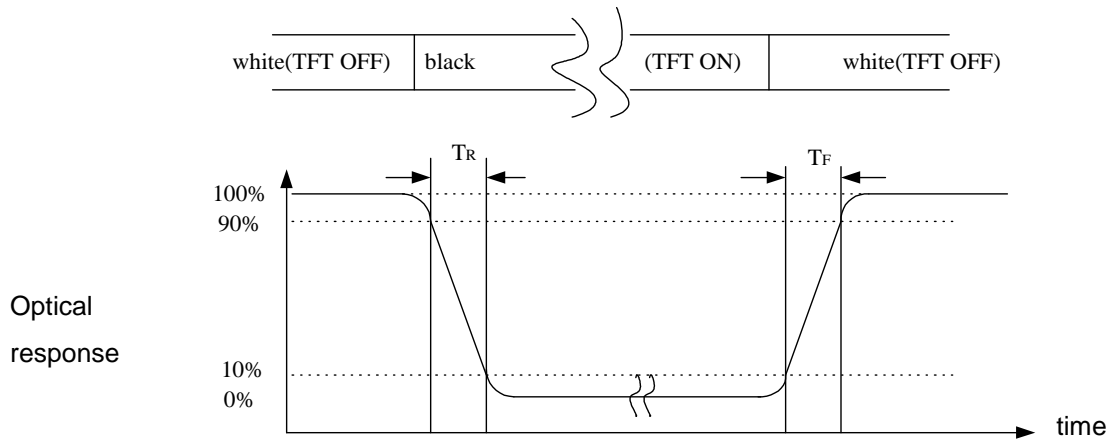 white(TFT OFF) black (TFT ON) white(TFT OFF)
TR TF
100%
90%
Optical
response
10%
0%
time